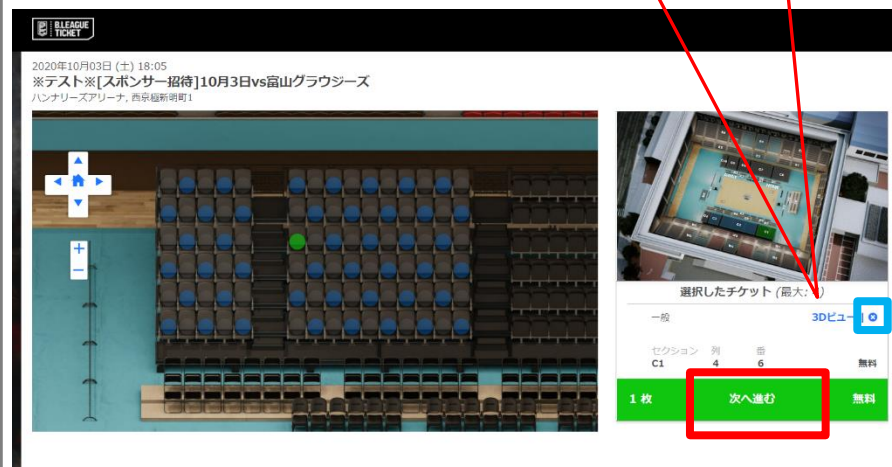 B.LEAGUE
TICKET
2020年10月03日 (土) 18:05
※テスト※[スポンサー招待]10月3日vs富山グラウジーズ
ハンナリーズアリーナ, 西京極新明町1
選択したチケット (最大:
一般 3Dビュー
セクション 列 番
C1 4 6 無料
1 枚 次へ進む 無料